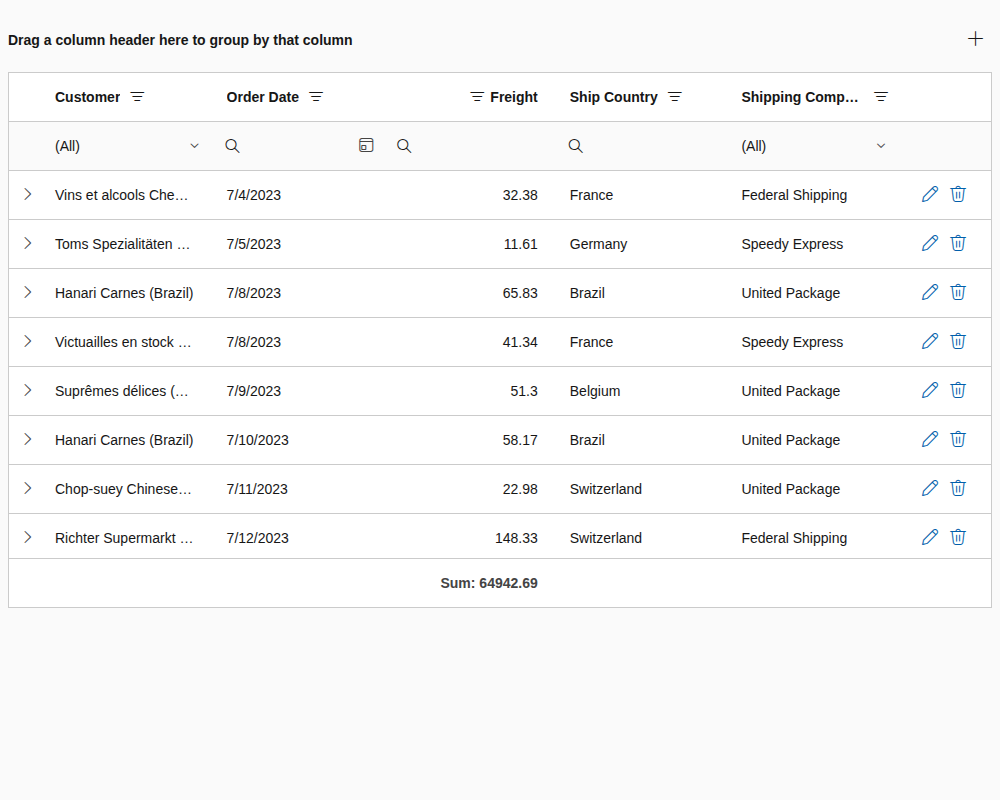 Drag a column header here to group by that column
Customer Order Date Freight Ship Country Shipping Comp…
(All) (All)
Vins et alcools Che… 7/4/2023 32.38 France Federal Shipping
Toms Spezialitäten … 7/5/2023 11.61 Germany Speedy Express
Hanari Carnes (Brazil) 7/8/2023 65.83 Brazil United Package
Victuailles en stock … 7/8/2023 41.34 France Speedy Express
Suprêmes délices (… 7/9/2023 51.3 Belgium United Package
Hanari Carnes (Brazil) 7/10/2023 58.17 Brazil United Package
Chop-suey Chinese… 7/11/2023 22.98 Switzerland United Package
Richter Supermarkt … 7/12/2023 148.33 Switzerland Federal Shipping
Sum: 64942.69